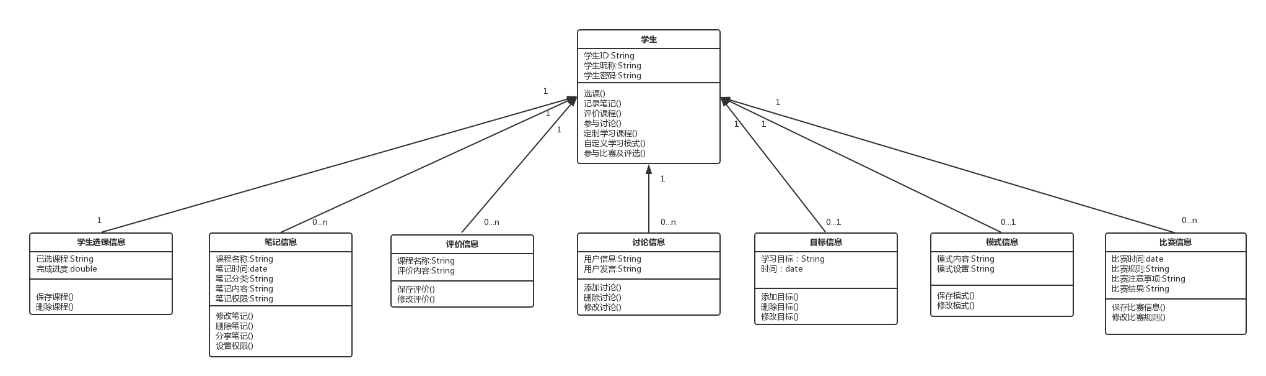 学生
学生ID:String
学生昵称:String
学生密码:String
选课()
记录笔记()
评价课程()
参与讨论()
定制学习课程()
自定义学习模式()
参与比赛及评选()
1
1
1
1
1
1
1
1
0...n
0...n
0...n
0...1
0...1
0...n
学生选课信息
已选课程:String
完成进度:double
保存课程()
删除课程()
笔记信息
课程名称:String
笔记时间:date
笔记分类:String
笔记内容:String
笔记权限:String
修改笔记()
删除笔记()
分享笔记()
设置权限()
评价信息
课程名称:String
评价内容:String
保存评价()
修改评价()
讨论信息
用户信息:String
用户发言:String
添加讨论()
删除讨论()
修改讨论()
目标信息
学习目标：String
时间：date
添加目标()
删除目标()
修改目标()
模式信息
模式内容:String
模式设置:String
保存模式()
修改模式()
比赛信息
比赛时间:date
比赛规则:String
比赛注意事项:String
比赛结果:String
保存比赛信息()
修改比赛规则()